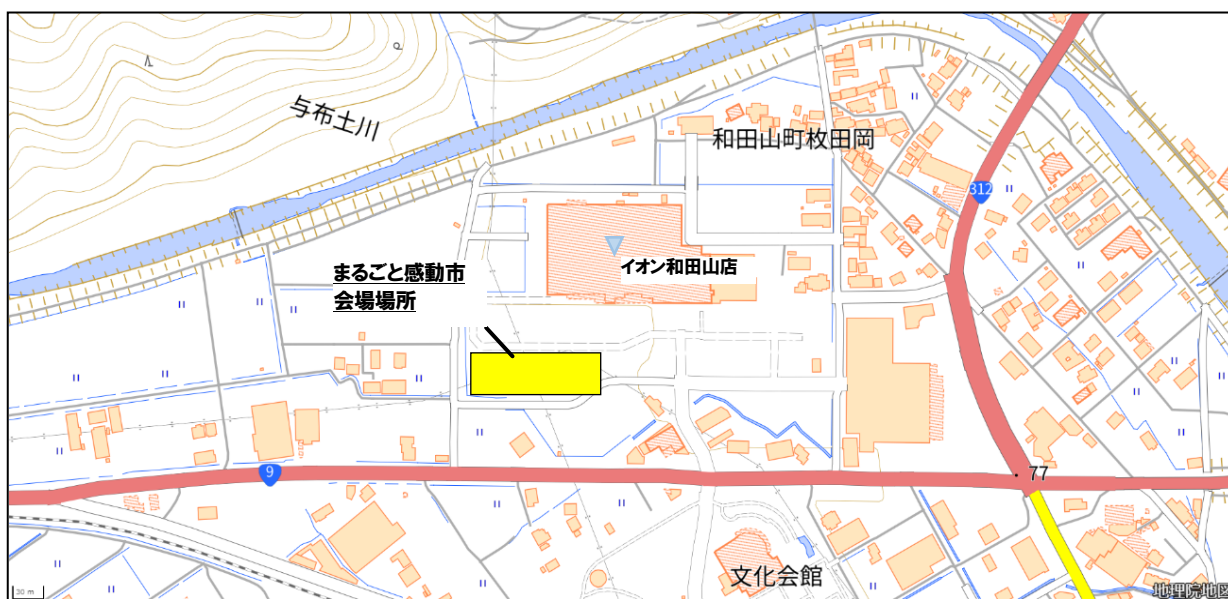 与布土川
和田山町枚田岡
312
イオン和田山店
まるごと感動市
会場場所
9
77
文化会館
30 m
地理院地図